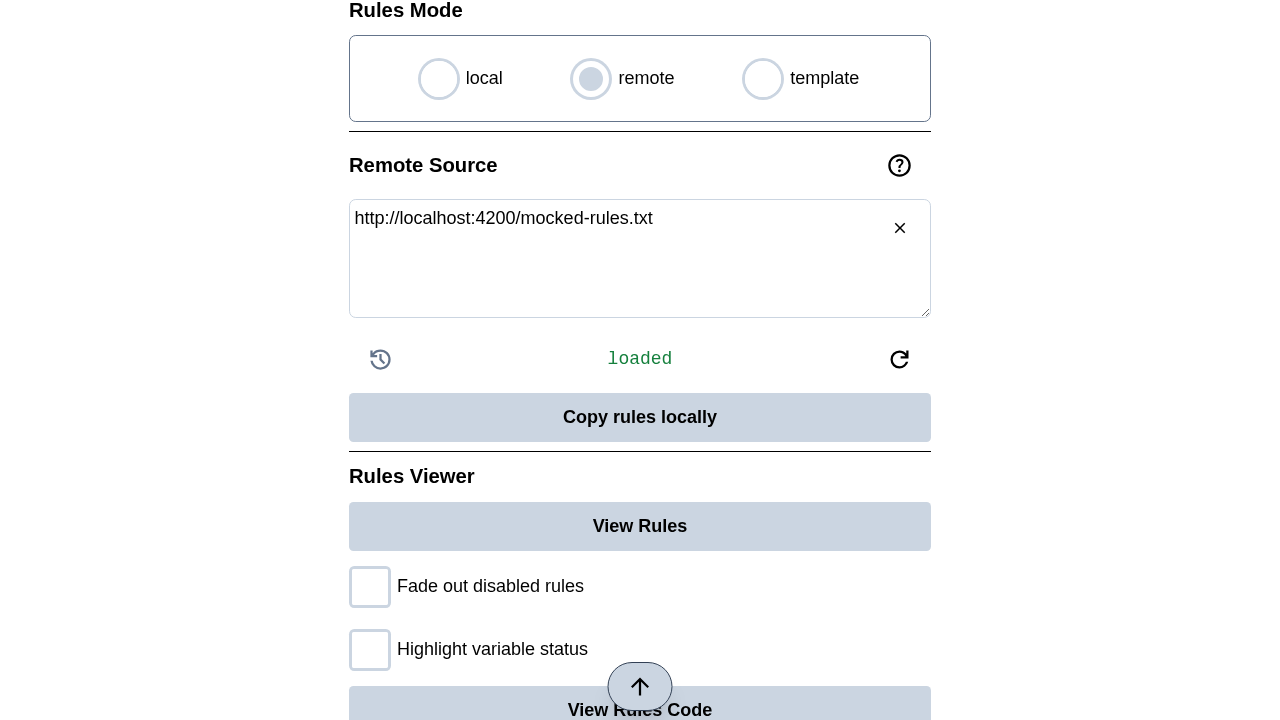 Rules Mode
local
remote
template
Remote Source
http://localhost:4200/mocked-rules.txt
loaded
Copy rules locally
Rules Viewer
View Rules
Fade out disabled rules
Highlight variable status
View Rules Code